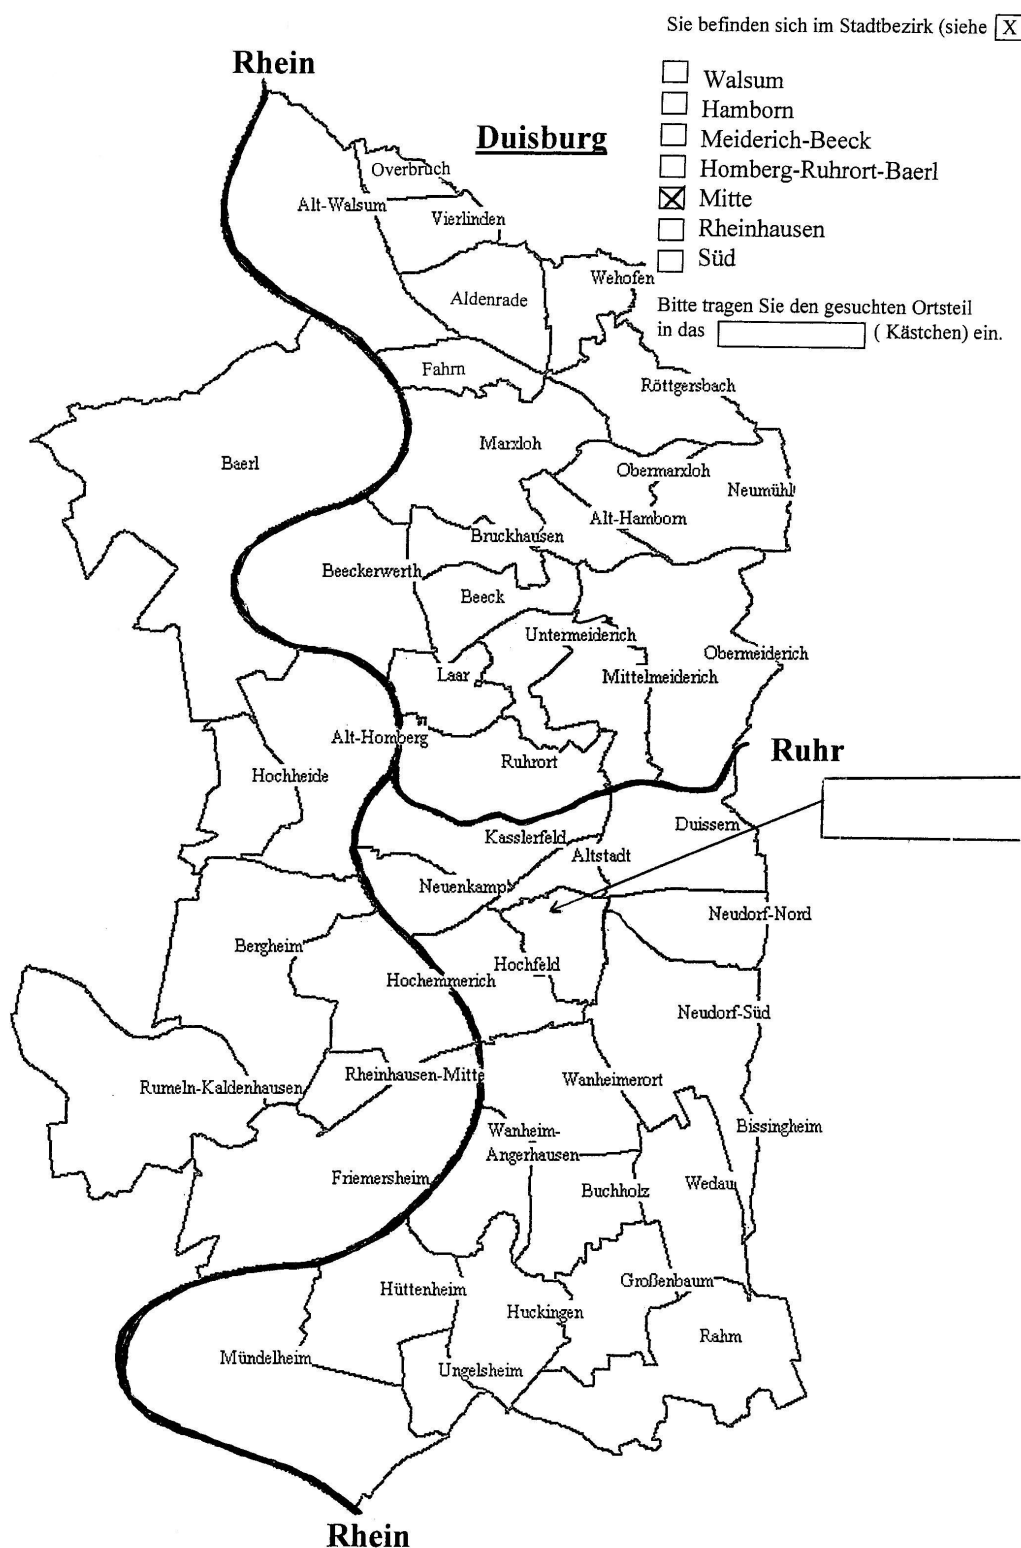 Sie befinden sich im Stadtbezirk (siehe X
Rhein
Walsum
Hamborn
Duisburg
Meiderich-Beeck
Overbruch
Homberg-Ruhrort-Baerl
Alt-Walsum
Mitte
Vierlinden
Rheinhausen
Süd
Wehofen
Aldenrade
Bitte tragen Sie den gesuchten Ortsteil
in das ( Kästchen) ein.
Fahrn
Röttgersbach
Marxloh
Baerl
Obermarxloh
Neumühl
Alt-Hamborn
Bruckhausen
Beeckerwerth
Beeck
Untermeiderich
Obermeiderich
Laar
Mittelmeiderich
Alt-Homberg
Ruhr
Ruhrort
Hochheide
Duissern
Kasslerfeld
Altstadt
Neuenkamp
Neudorf-Nord
Bergheim
Hochfeld
Hochemmerich
Neudorf-Süd
Rheinhausen-Mitte
Wanheimerort
Rumeln-Kaldenhausen
Bissingheim
Wanheim-
Angerhausen
Friemersheim
Buchholz
Wedau
Großenbaum
Hüttenheim
Huckingen
Rahm
Mündelheim
Ungelsheim
Rhein